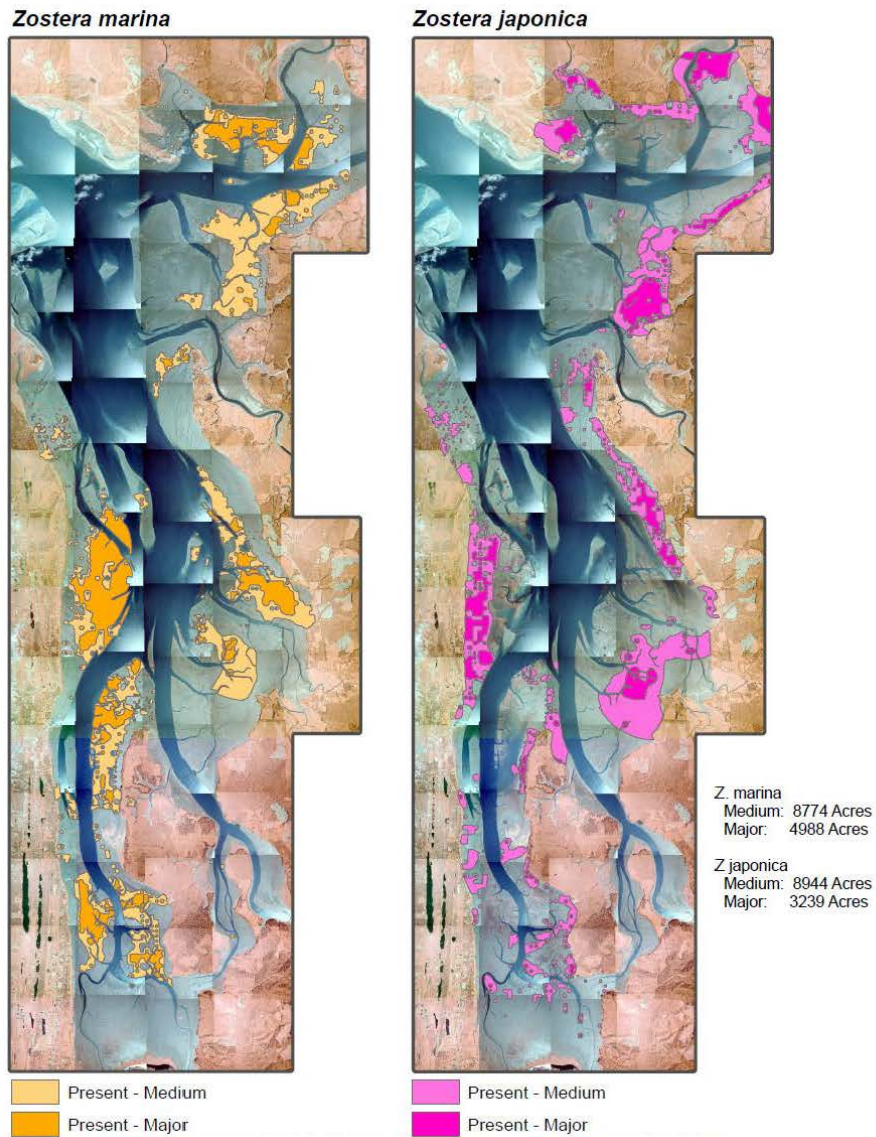 Zostera marina
Zostera japonica
Z. marina
Medium: 8774 Acres
Major: 4988 Acres
Z japonica
Medium: 8944 Acres
Major: 3239 Acres
Present - Medium
Present - Major
Present - Medium
Present - Major